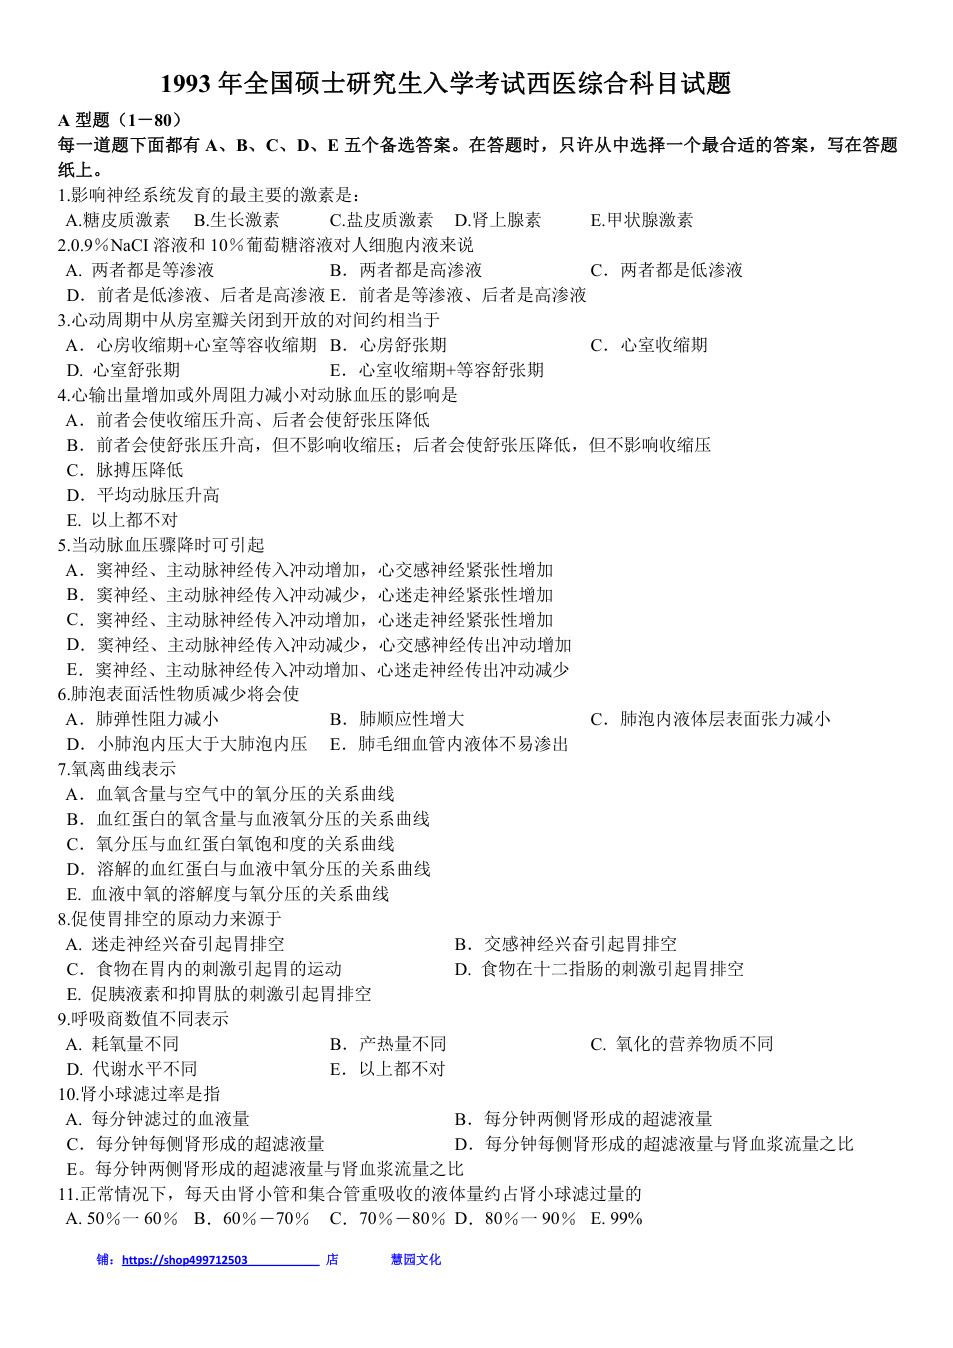 1993 年全国硕士研究生入学考试西医综合科目试题
A 型题（1－80）
每一道题下面都有 A、B、C、D、E 五个备选答案。在答题时，只许从中选择一个最合适的答案，写在答题
纸上。
1.影响神经系统发育的最主要的激素是：
A.糖皮质激素 B.生长激素 C.盐皮质激素 D.肾上腺素 E.甲状腺激素
2.0.9％NaCI 溶液和 10％葡萄糖溶液对人细胞内液来说
A. 两者都是等渗液 B．两者都是高渗液 C．两者都是低渗液
D．前者是低渗液、后者是高渗液 E．前者是等渗液、后者是高渗液
3.心动周期中从房室瓣关闭到开放的对间约相当于
A．心房收缩期+心室等容收缩期 B．心房舒张期 C．心室收缩期
D. 心室舒张期 E．心室收缩期+等容舒张期
4.心输出量增加或外周阻力减小对动脉血压的影响是
A．前者会使收缩压升高、后者会使舒张压降低
B．前者会使舒张压升高，但不影响收缩压；后者会使舒张压降低，但不影响收缩压
C．脉搏压降低
D．平均动脉压升高
E. 以上都不对
5.当动脉血压骤降时可引起
A．窦神经、主动脉神经传入冲动增加，心交感神经紧张性增加
B．窦神经、主动脉神经传入冲动减少，心迷走神经紧张性增加
C．窦神经、主动脉神经传入冲动增加，心迷走神经紧张性增加
D．窦神经、主动脉神经传入冲动减少，心交感神经传出冲动增加
E．窦神经、主动脉神经传入冲动增加、心迷走神经传出冲动减少
6.肺泡表面活性物质减少将会使
A．肺弹性阻力减小 B．肺顺应性增大 C．肺泡内液体层表面张力减小
D．小肺泡内压大于大肺泡内压 E．肺毛细血管内液体不易渗出
7.氧离曲线表示
A．血氧含量与空气中的氧分压的关系曲线
B．血红蛋白的氧含量与血液氧分压的关系曲线
C．氧分压与血红蛋白氧饱和度的关系曲线
D．溶解的血红蛋白与血液中氧分压的关系曲线
E. 血液中氧的溶解度与氧分压的关系曲线
8.促使胃排空的原动力来源于
A. 迷走神经兴奋引起胃排空 B．交感神经兴奋引起胃排空
C．食物在胃内的刺激引起胃的运动 D. 食物在十二指肠的刺激引起胃排空
E. 促胰液素和抑胃肽的刺激引起胃排空
9.呼吸商数值不同表示
A. 耗氧量不同 B．产热量不同 C. 氧化的营养物质不同
D. 代谢水平不同 E．以上都不对
10.肾小球滤过率是指
A. 每分钟滤过的血液量 B．每分钟两侧肾形成的超滤液量
C．每分钟每侧肾形成的超滤液量 D．每分钟每侧肾形成的超滤液量与肾血浆流量之比
E。每分钟两侧肾形成的超滤液量与肾血浆流量之比
11.正常情况下，每天由肾小管和集合管重吸收的液体量约占肾小球滤过量的
A. 50％一 60％ B．60％－70％ C．70％－80％ D．80％一 90％ E. 99%
铺：https://shop499712503 店 慧园文化